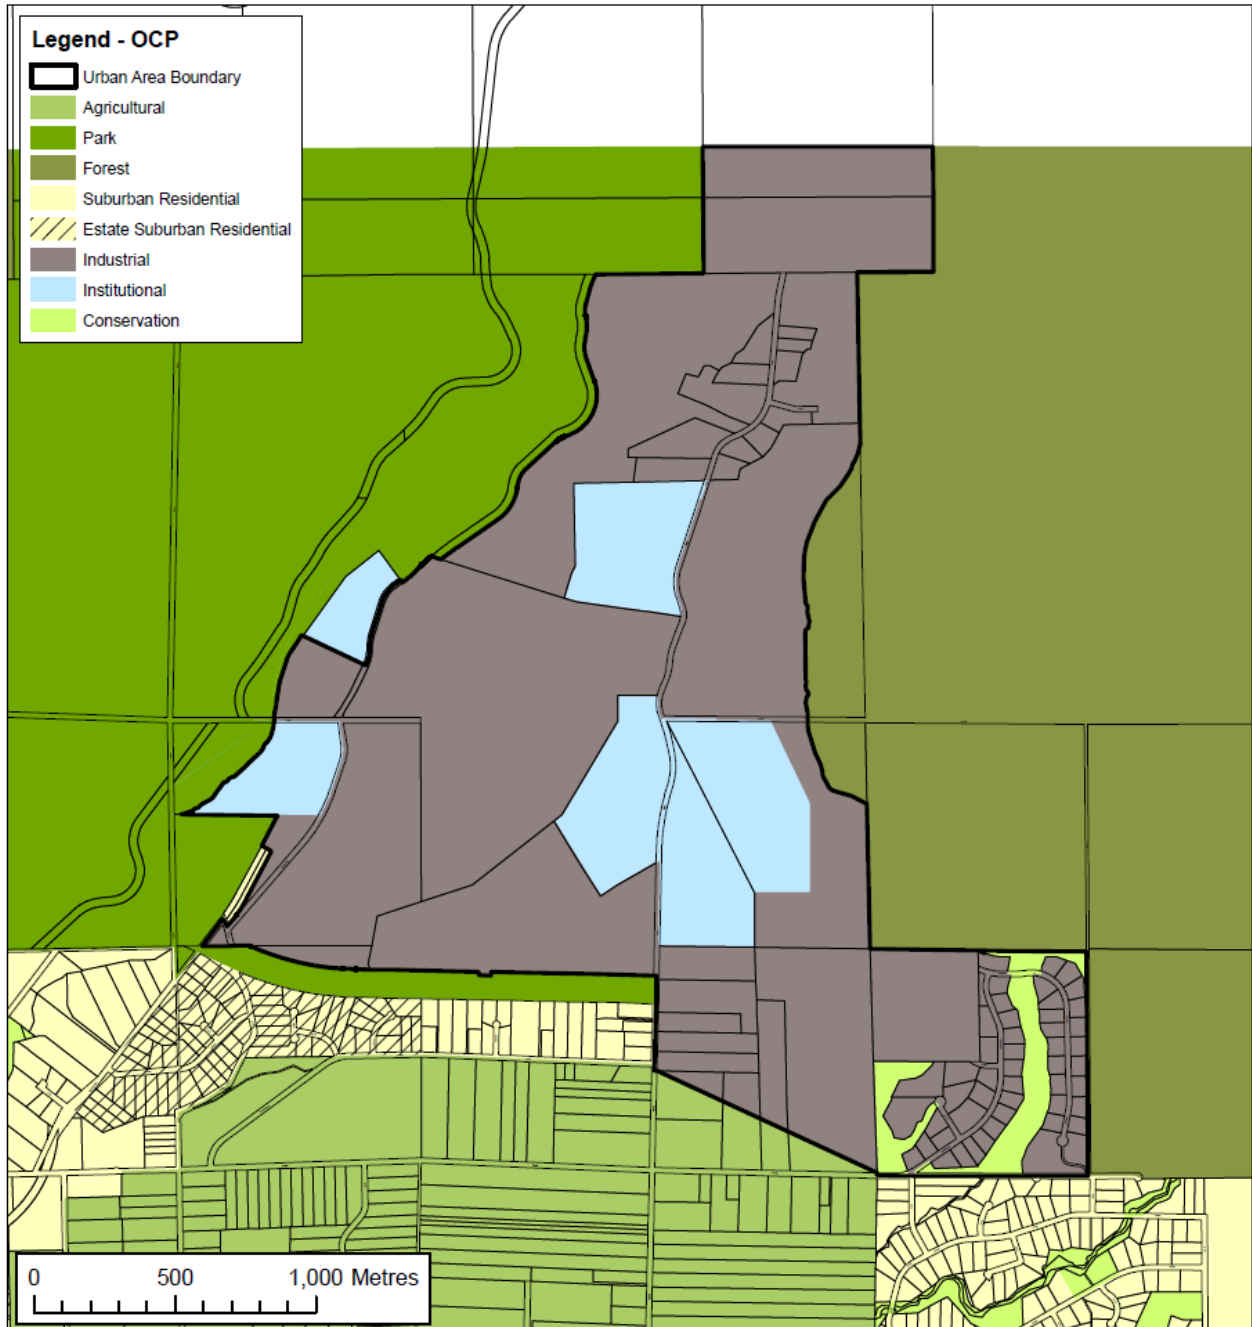 Legend - OCP
Urban Area Boundary
Agricultural
Park
Forest
Suburban Residential
Estate Suburban Residential
Industrial
Institutional
Conservation
0 500 1,000 Metres